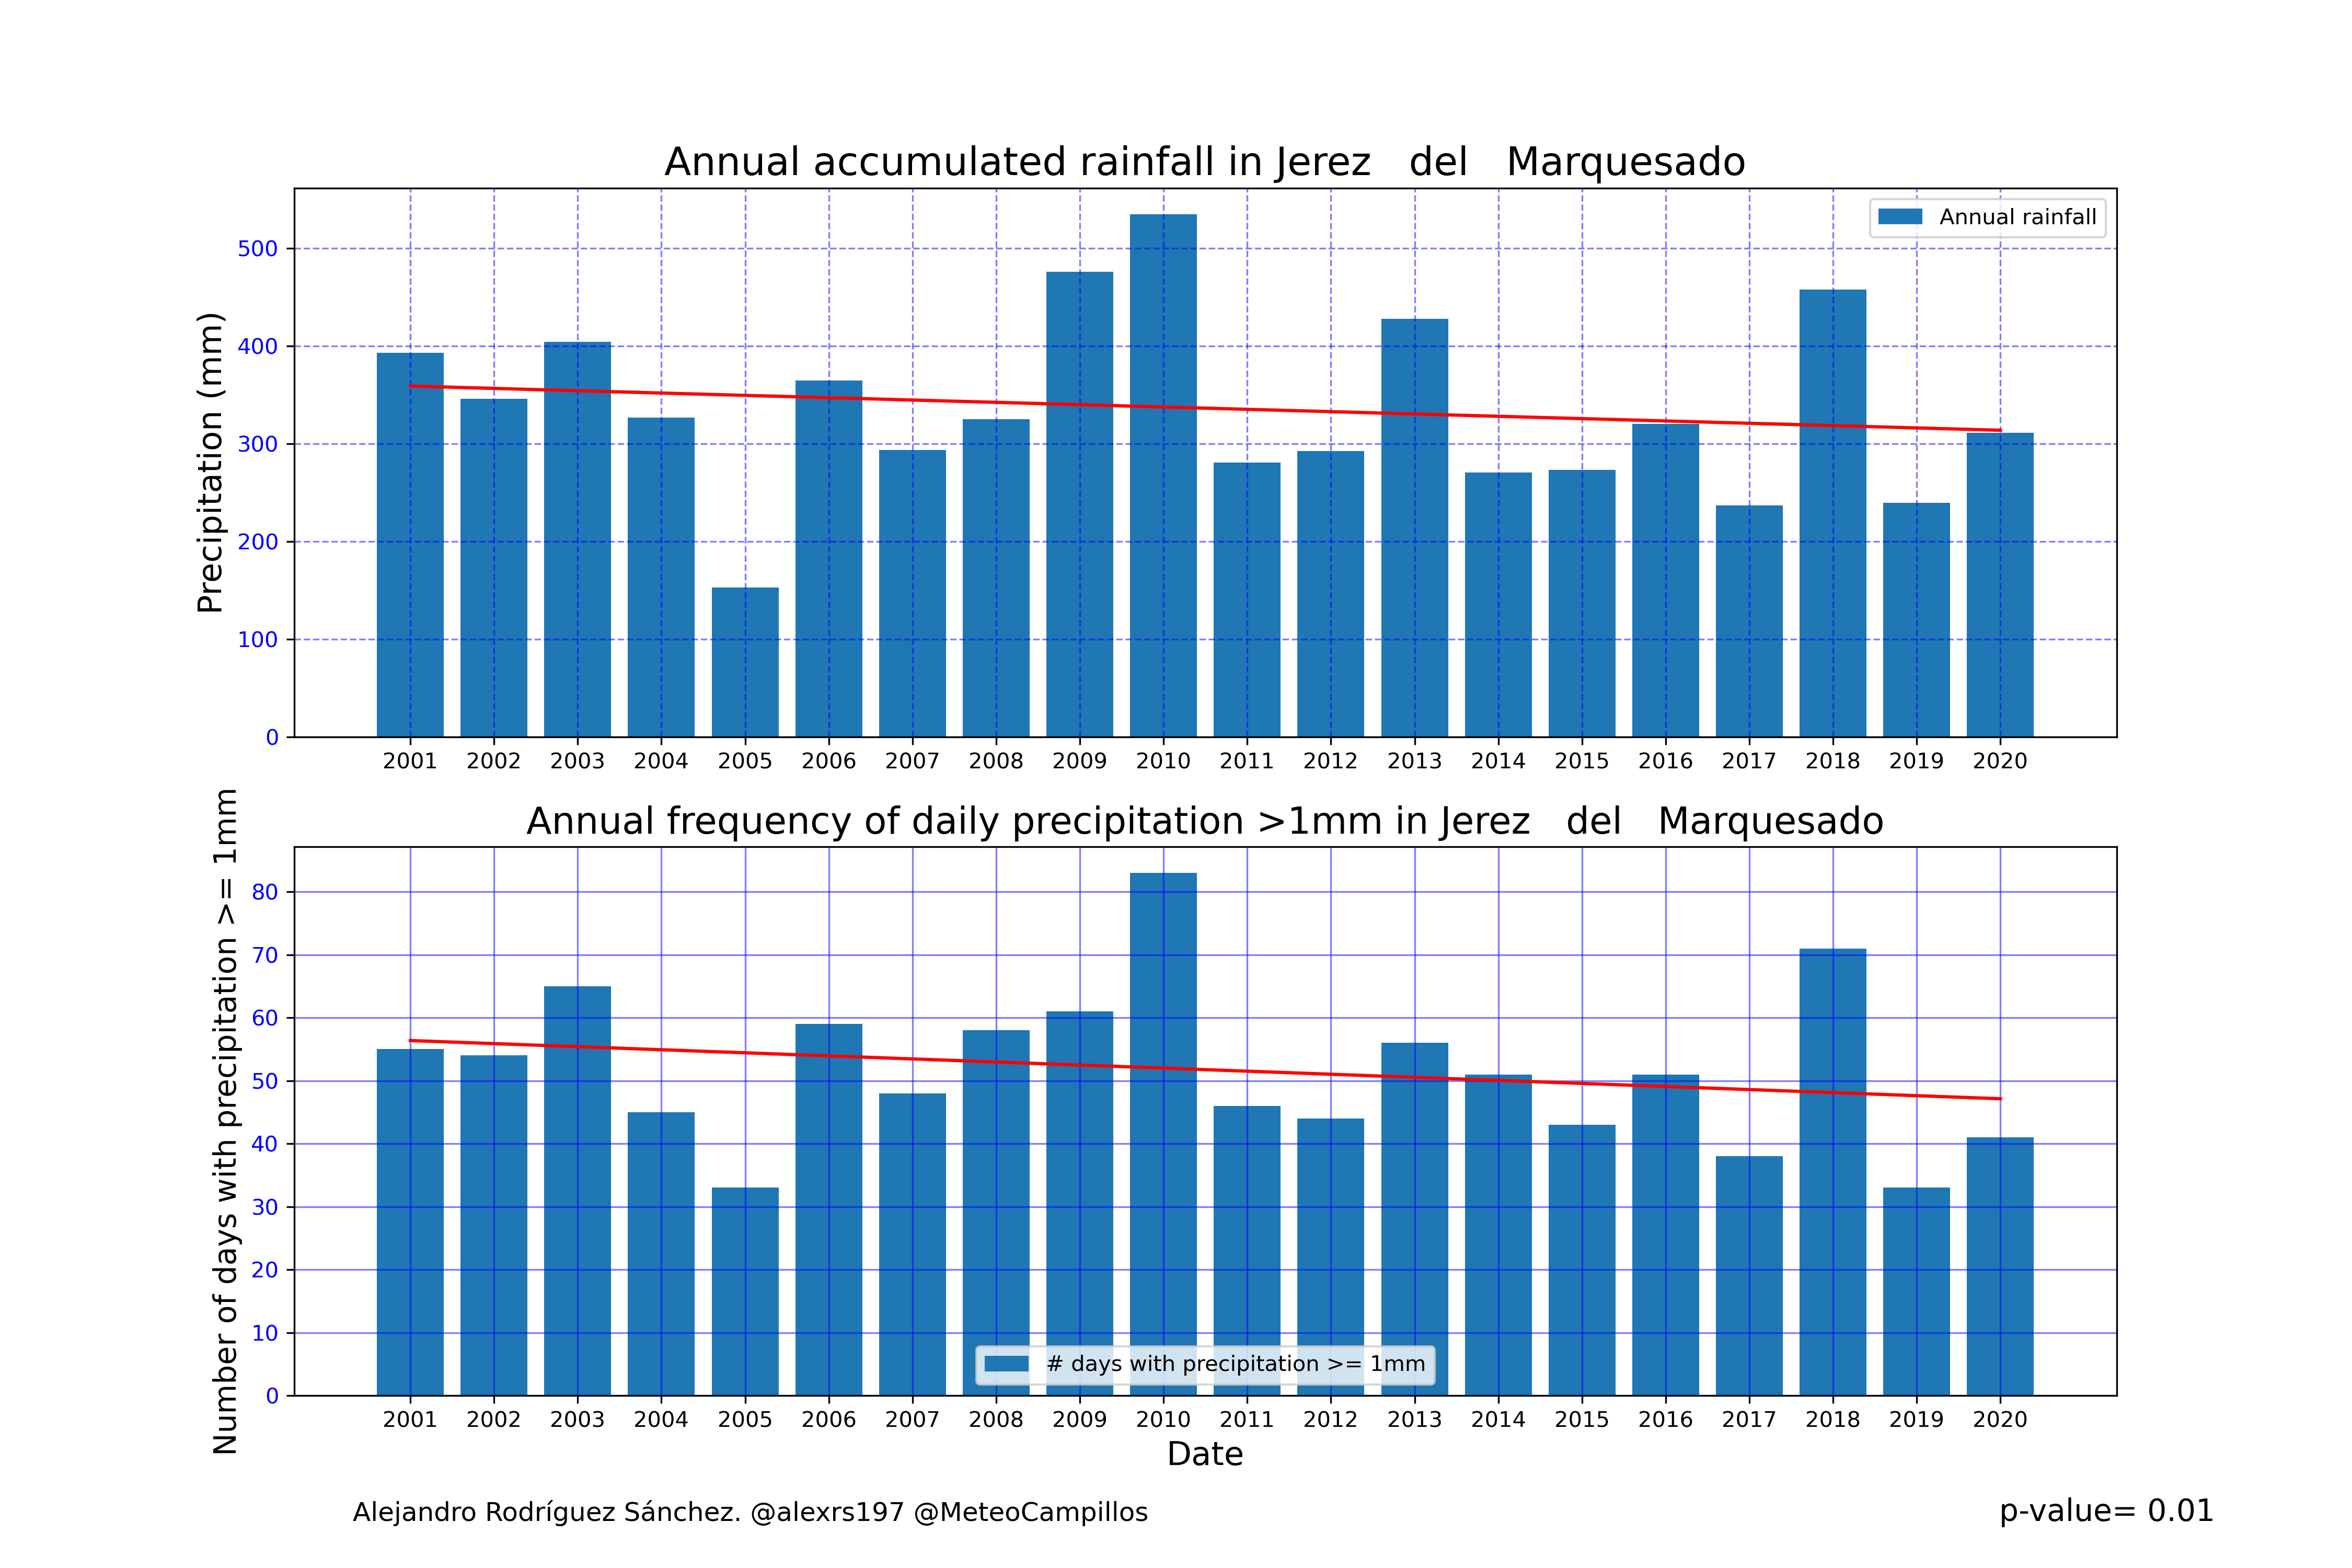 Annual accumulated rainfall in Jerez   del   Marquesado
Precipitation (mm)
500
400
300
200
100
0
Annual rainfall
2001 2002 2003 2004 2005 2006 2007 2008 2009 2010 2011 2012 2013 2014 2015 2016 2017 2018 2019 2020
Annual frequency of daily precipitation >1mm in Jerez   del   Marquesado
Number of days with precipitation >= 1mm
80
70
60
50
40
30
20
10
0
# days with precipitation >= 1mm
2001 2002 2003 2004 2005 2006 2007 2008 2009 2010 2011 2012 2013 2014 2015 2016 2017 2018 2019 2020
Date
Alejandro Rodríguez Sánchez. @alexrs197 @MeteoCampillos
p-value= 0.01